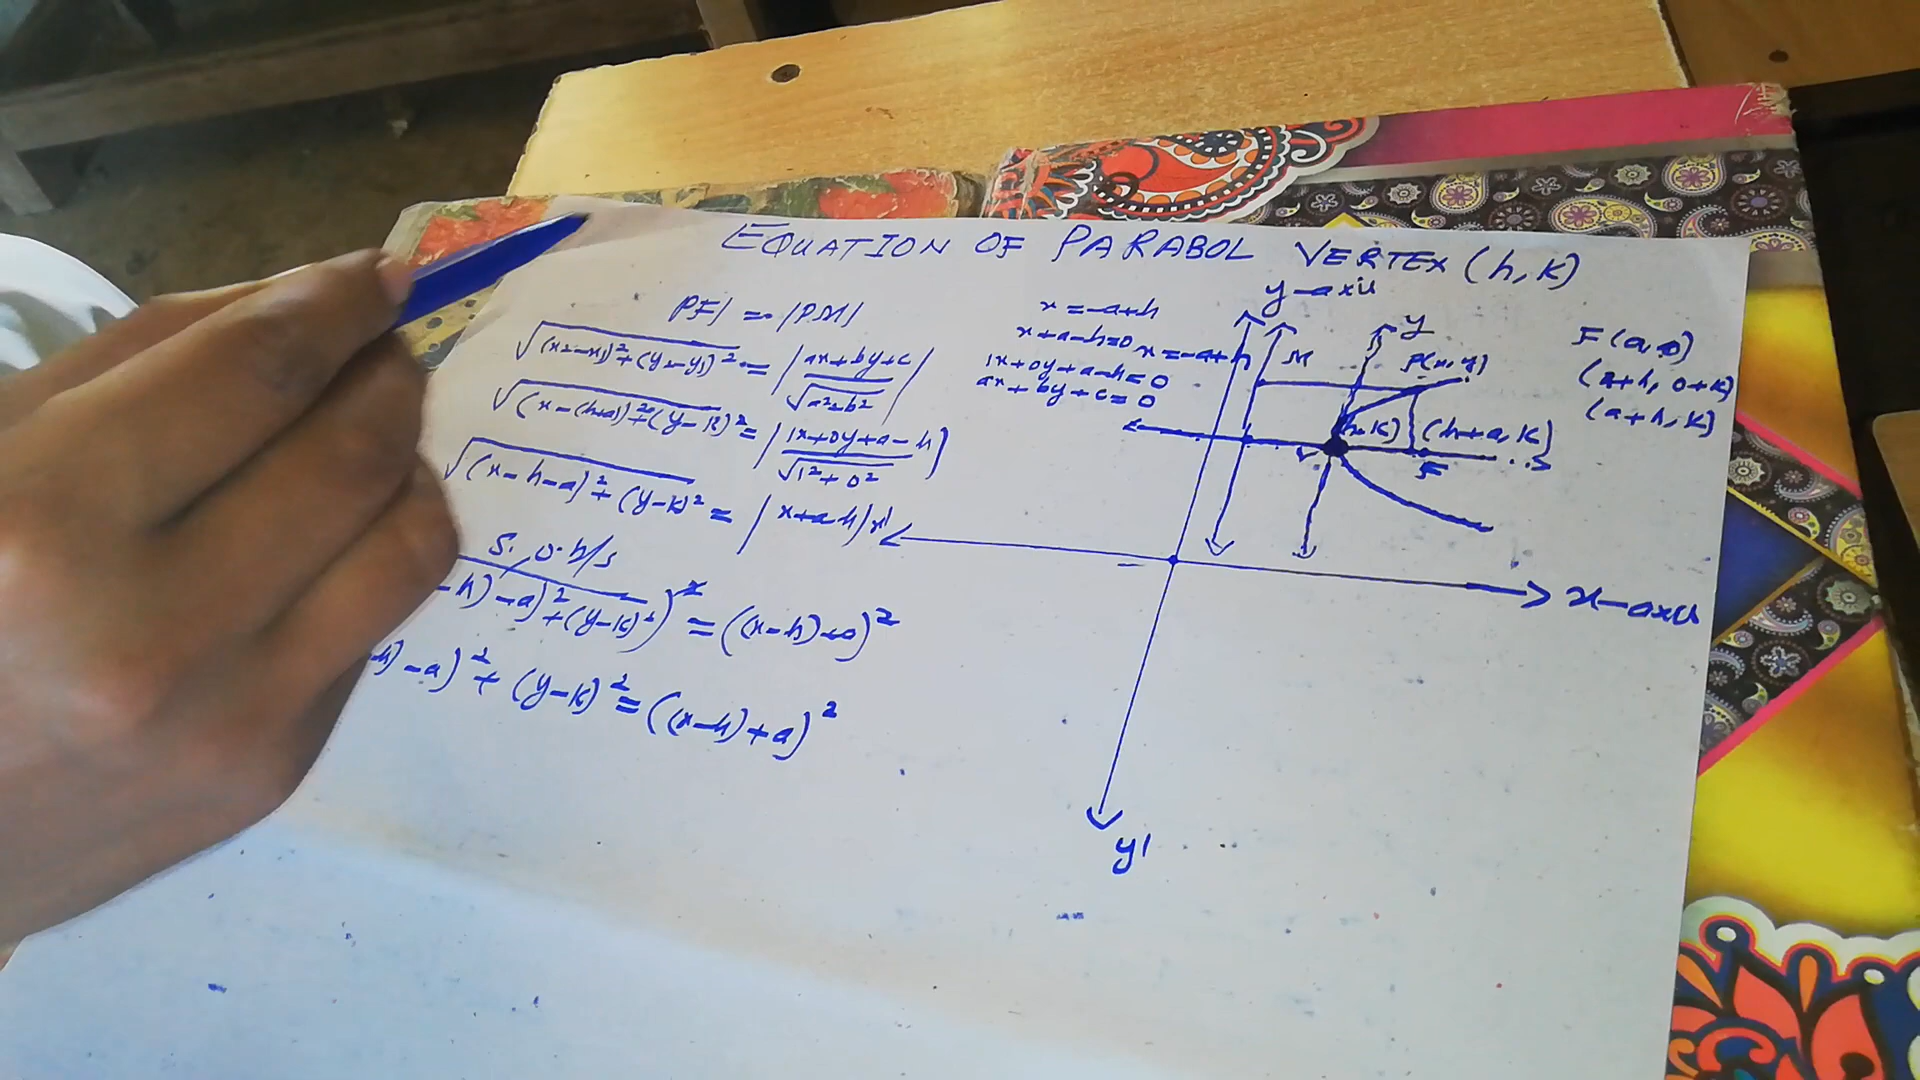 EQUATION OF PARABOL VERTEX (h, k)
PF| = |PM|
√(x2-x1)²+(y2-y1)² = |ax+by+c / √a²+b²|
√(x-(h+a))²+(y-k)² = |1x+0y+a-h / √1²+0²|
√(x-h-a)²+(y-k)² = |x+a-h|
S.O.B/S
-h)-a)²+(y-k)²)² = ((x-h)+a)²
-h)-a)²+(y-k)² = ((x-h)+a)²
x=-a+h
x+a-h=0
1x+0y+a-h=0
ax+by+c=0
x=-a+h
y-axis
M
y
P(x,y)
(h,k)
(h+a,k)
F
F(a,0)
(a+h, 0+k)
(a+h, k)
x'
x-axis
y'